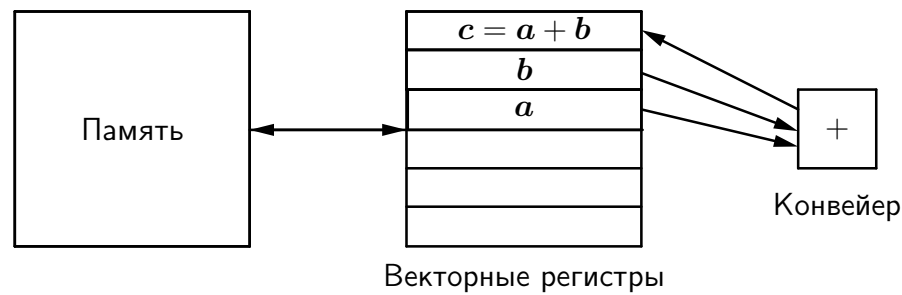 c = a + b
b
a
Память
+
Конвейер
Векторные регистры